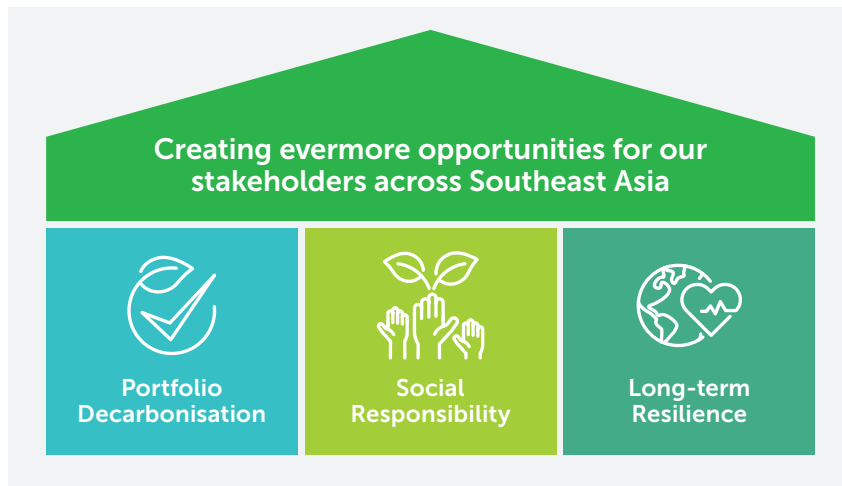 Creating evermore opportunities for our
stakeholders across Southeast Asia
Portfolio
Decarbonisation
Social
Responsibility
Long-term
Resilience